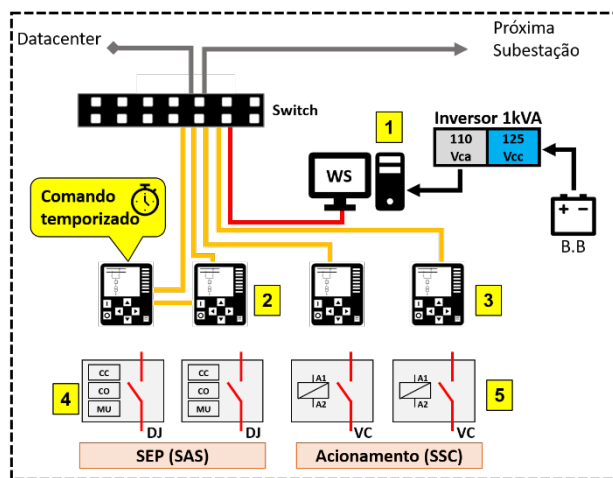 Datacenter
Próxima
Subestação
Switch
1
Inversor 1kVA
110
Vca
125
Vcc
WS
+ -
B.B
Comando
temporizado
2
3
4
CC
CO
MU
DJ
CC
CO
MU
DJ
A1
A2
VC
A1
A2
VC
5
SEP (SAS)
Acionamento (SSC)